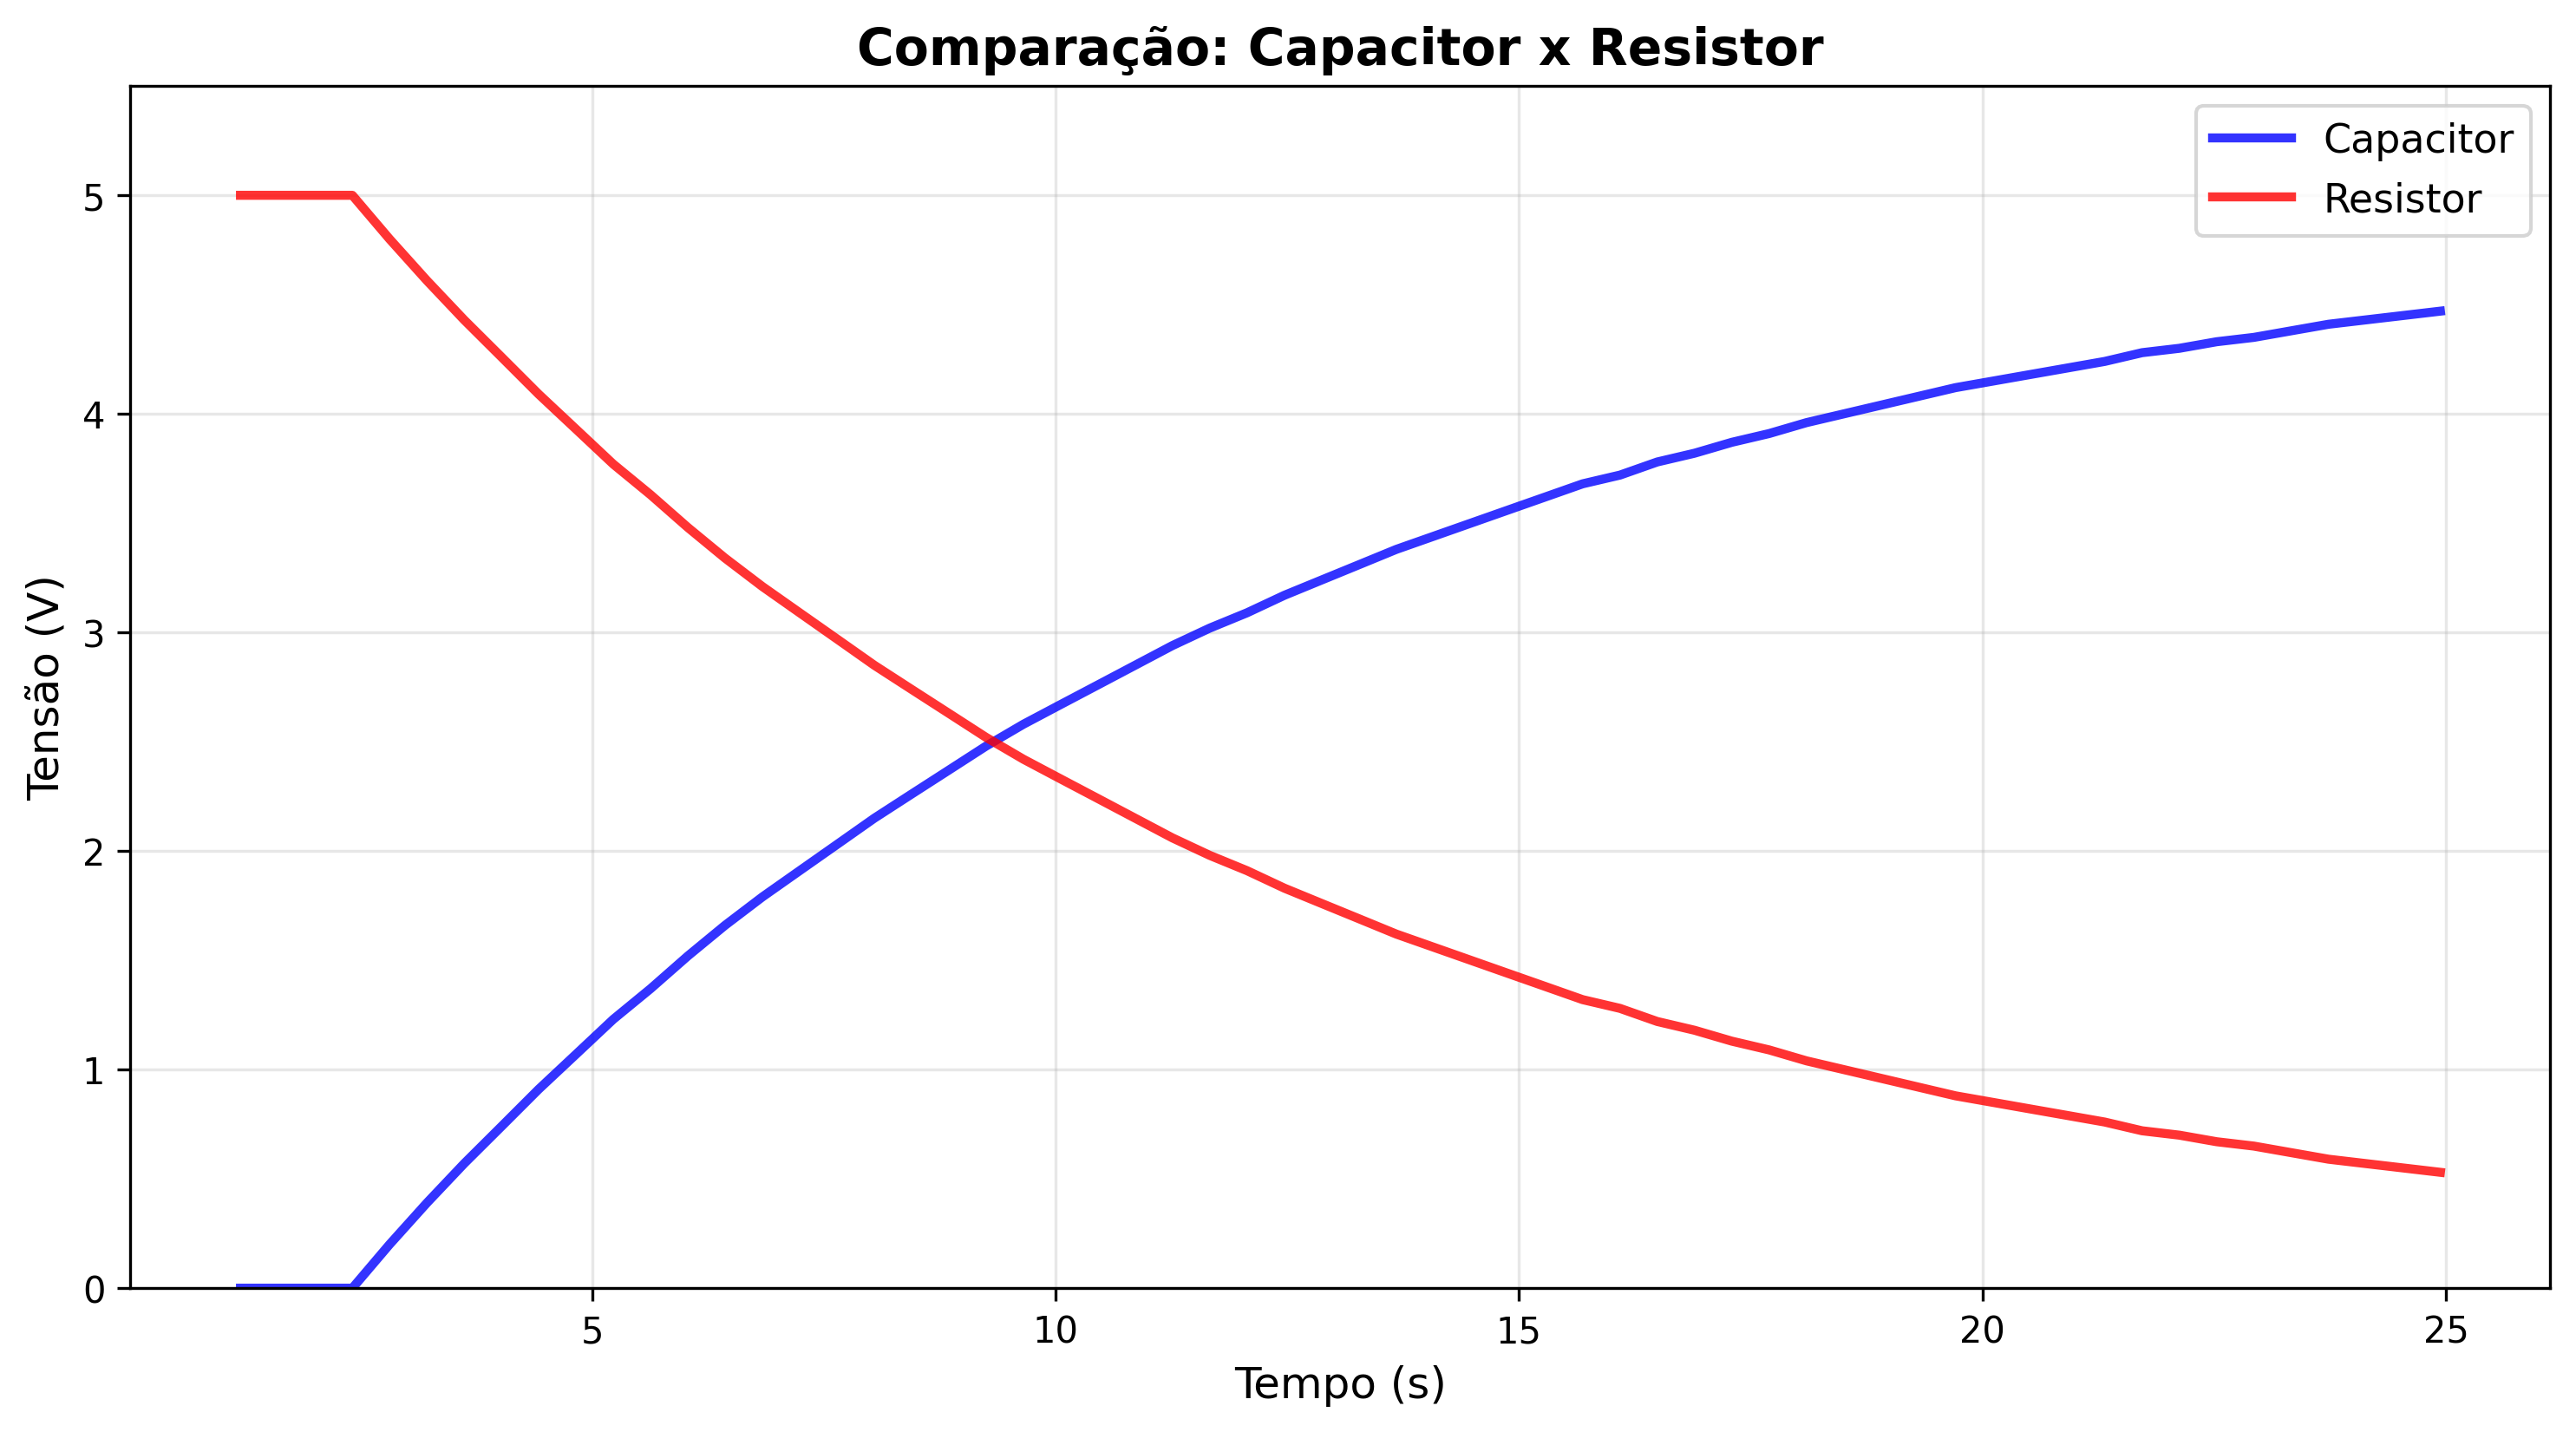 Comparação: Capacitor x Resistor
Capacitor
Resistor
Tensão (V)
5
4
3
2
1
0
5
10
15
20
25
Tempo (s)